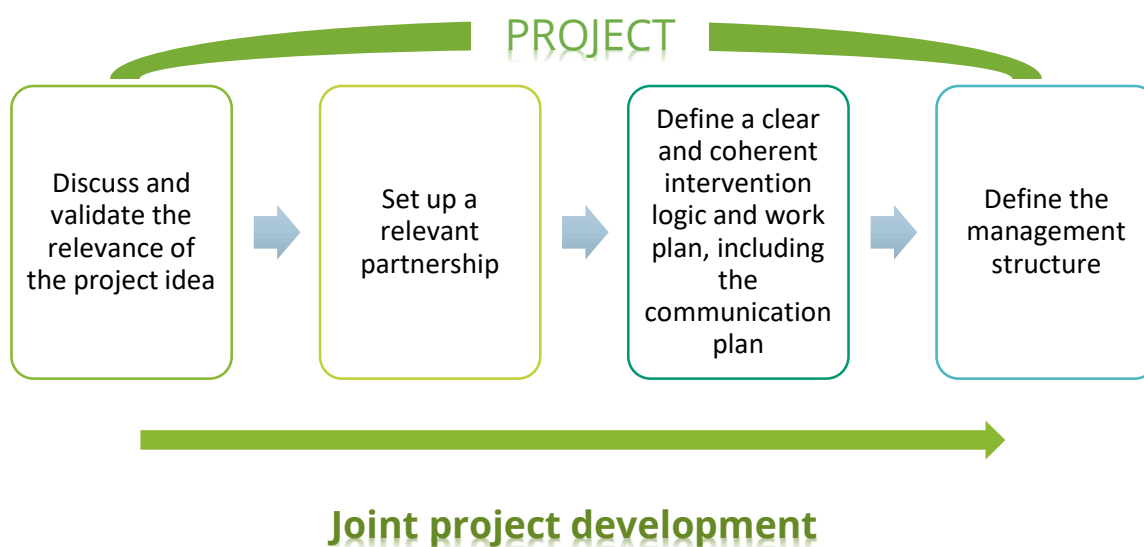 PROJECT
Discuss and
validate the
relevance of
the project idea
Set up a
relevant
partnership
Define a clear
and coherent
intervention
logic and work
plan, including
the
communication
plan
Define the
management
structure
Joint project development